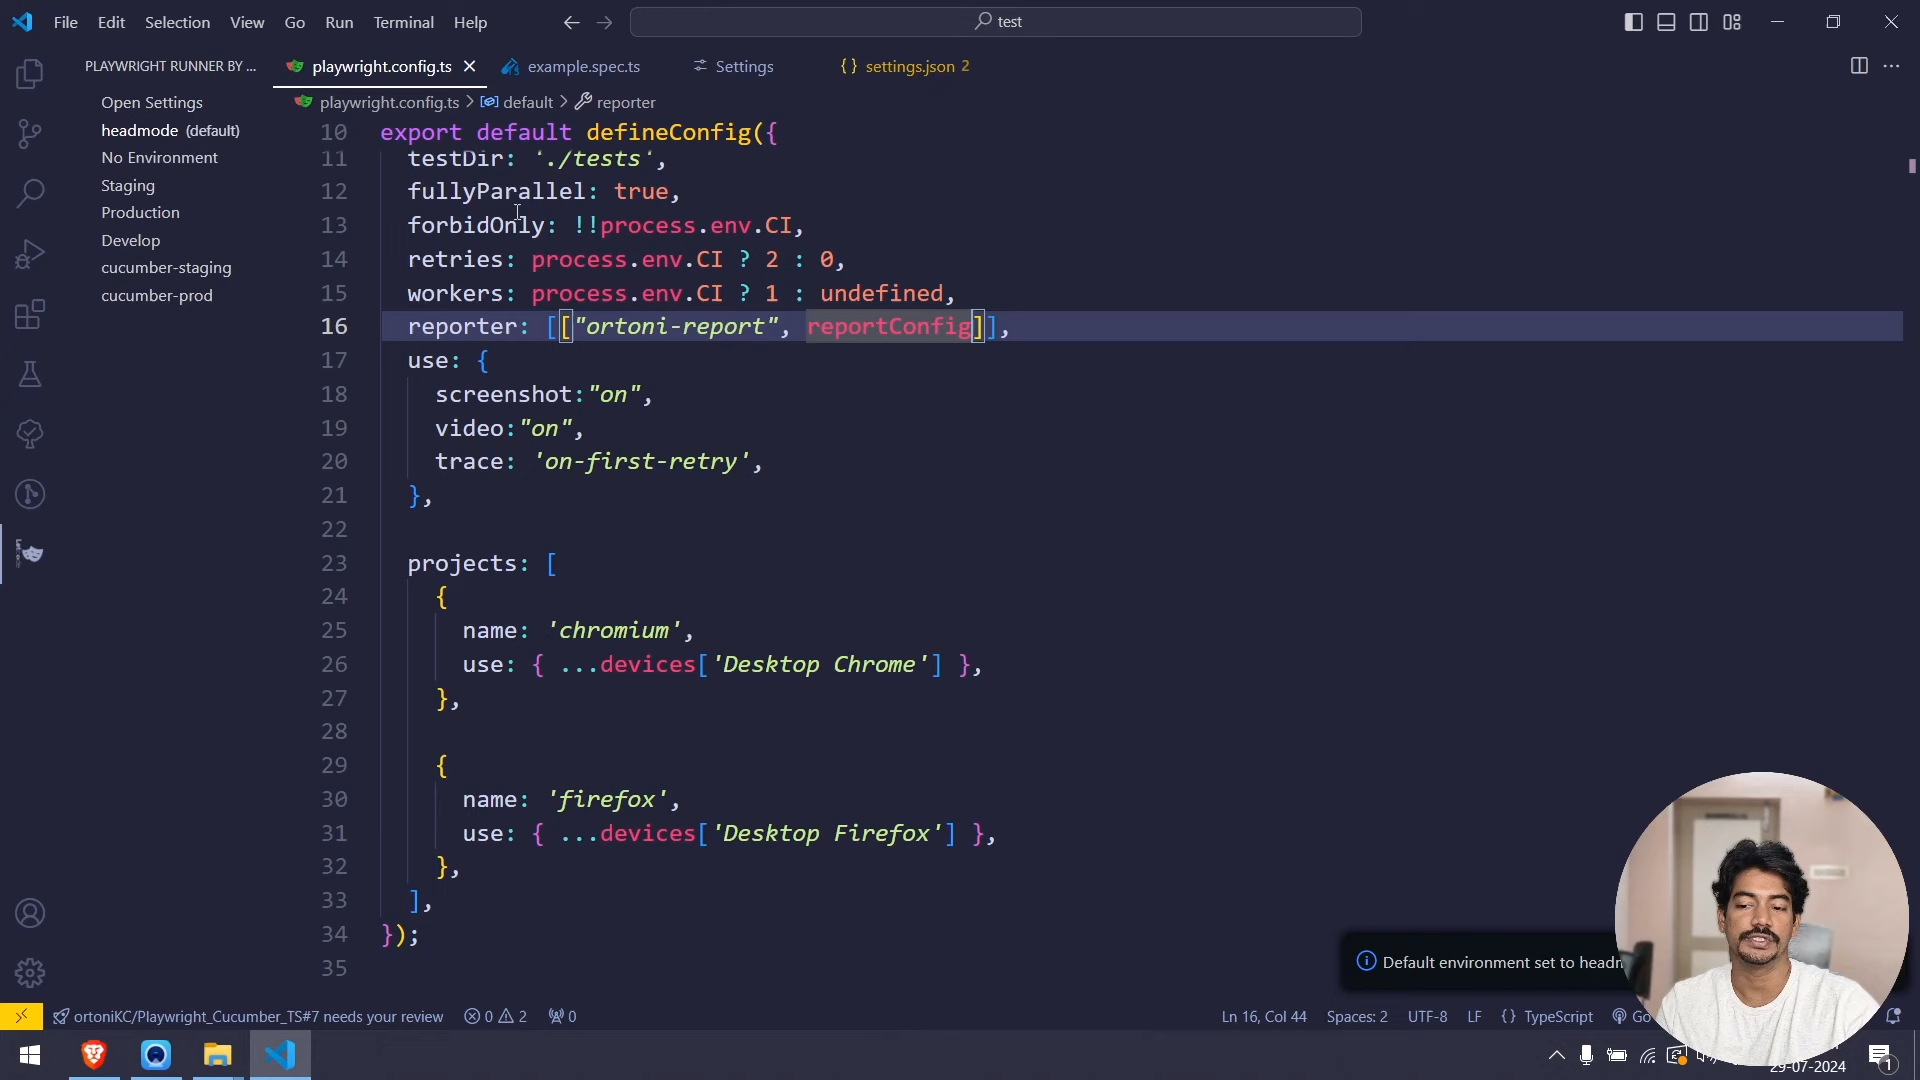 File Edit Selection View Go Run Terminal Help
test
PLAYWRIGHT RUNNER BY ...
Open Settings
headmode (default)
No Environment
Staging
Production
Develop
cucumber-staging
cucumber-prod
playwright.config.ts
example.spec.ts
Settings
{} settings.json 2
playwright.config.ts > default > reporter
10 export default defineConfig({
11 testDir: './tests',
12 fullyParallel: true,
13 forbidOnly: !!process.env.CI,
14 retries: process.env.CI ? 2 : 0,
15 workers: process.env.CI ? 1 : undefined,
16 reporter: [["ortoni-report", reportConfig]],
17 use: {
18 screenshot:"on",
19 video:"on",
20 trace: 'on-first-retry',
21 },
22
23 projects: [
24 {
25 name: 'chromium',
26 use: { ...devices['Desktop Chrome'] },
27 },
28
29 {
30 name: 'firefox',
31 use: { ...devices['Desktop Firefox'] },
32 },
33 ],
34 });
35
Default environment set to
ortoniKC/Playwright_Cucumber_TS#7 needs your review
0 2 0
Ln 16, Col 44 Spaces: 2 UTF-8 LF {} TypeScript Go
29-07-2024
1